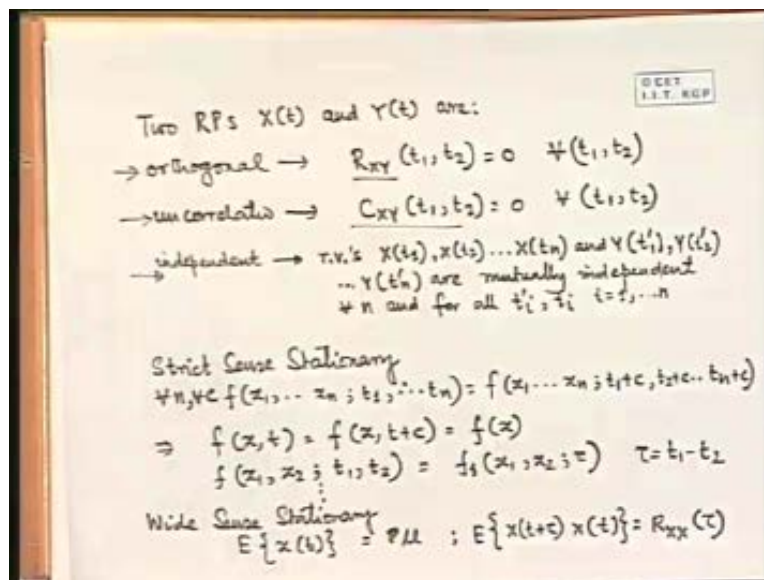 © CET
I.I.T. KGP
Two RPs X(t) and Y(t) are:
→ orthogonal → R_XY (t₁, t₂) = 0 ∀ (t₁, t₂)
→ uncorrelatio → C_XY (t₁, t₂) = 0 ∀ (t₁, t₂)
→ independent → r.v.'s X(t₁), X(t₂) ... X(tn) and Y(t'₁), Y(t'₂)
... Y(t'n) are mutually independent
∀ n and for all t'i, ti i = 1, ... n
Strict Sense Stationary
∀n, ∀c f(x₁, ... xn ; t₁, ... tn) = f(x₁ ... xn ; t₁+c, t₂+c .. tn+c)
⇒ f(x, t) = f(x, t+c) = f(x)
f(x₁, x₂ ; t₁, t₂) = f(x₁, x₂ ; τ) τ = t₁ - t₂
Wide Sense Stationary
E{x(t)} = μ ; E{x(t+τ) x(t)} = R_XX (τ)